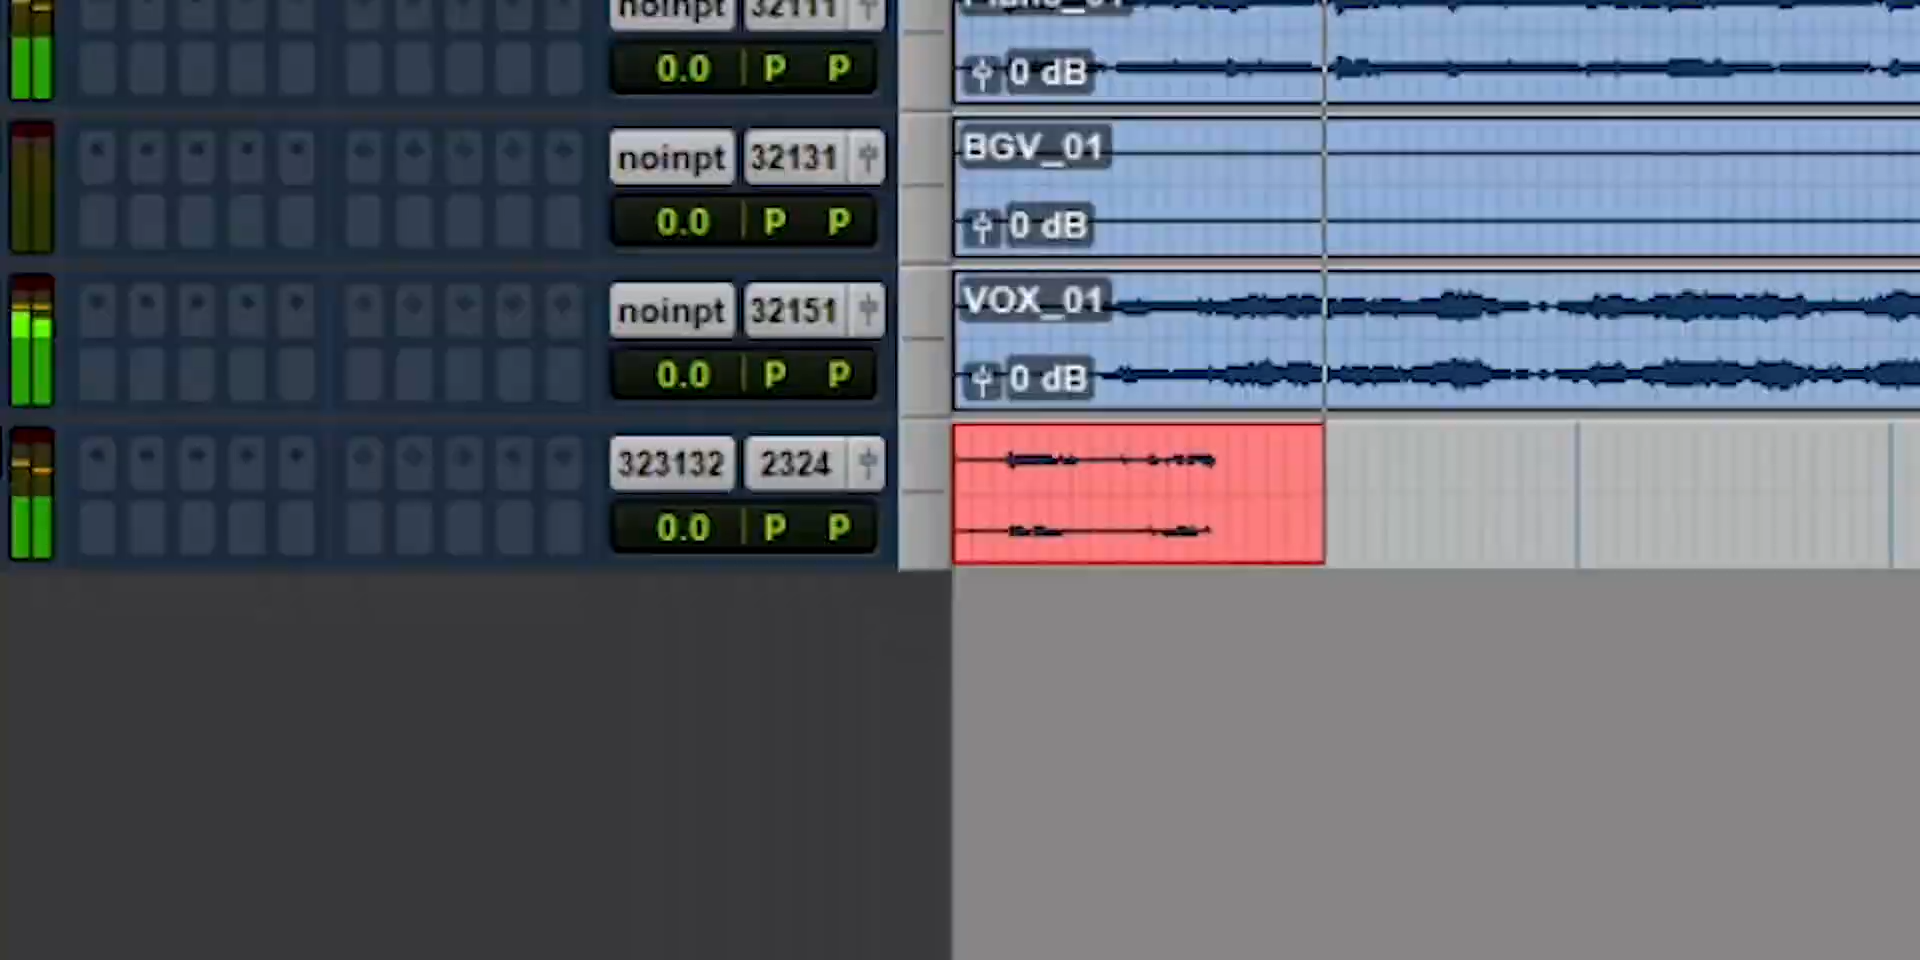 noinpt 32111 Piano_01
0.0 P P 0 dB
noinpt 32131 BGV_01
0.0 P P 0 dB
noinpt 32151 VOX_01
0.0 P P 0 dB
323132 2324
0.0 P P